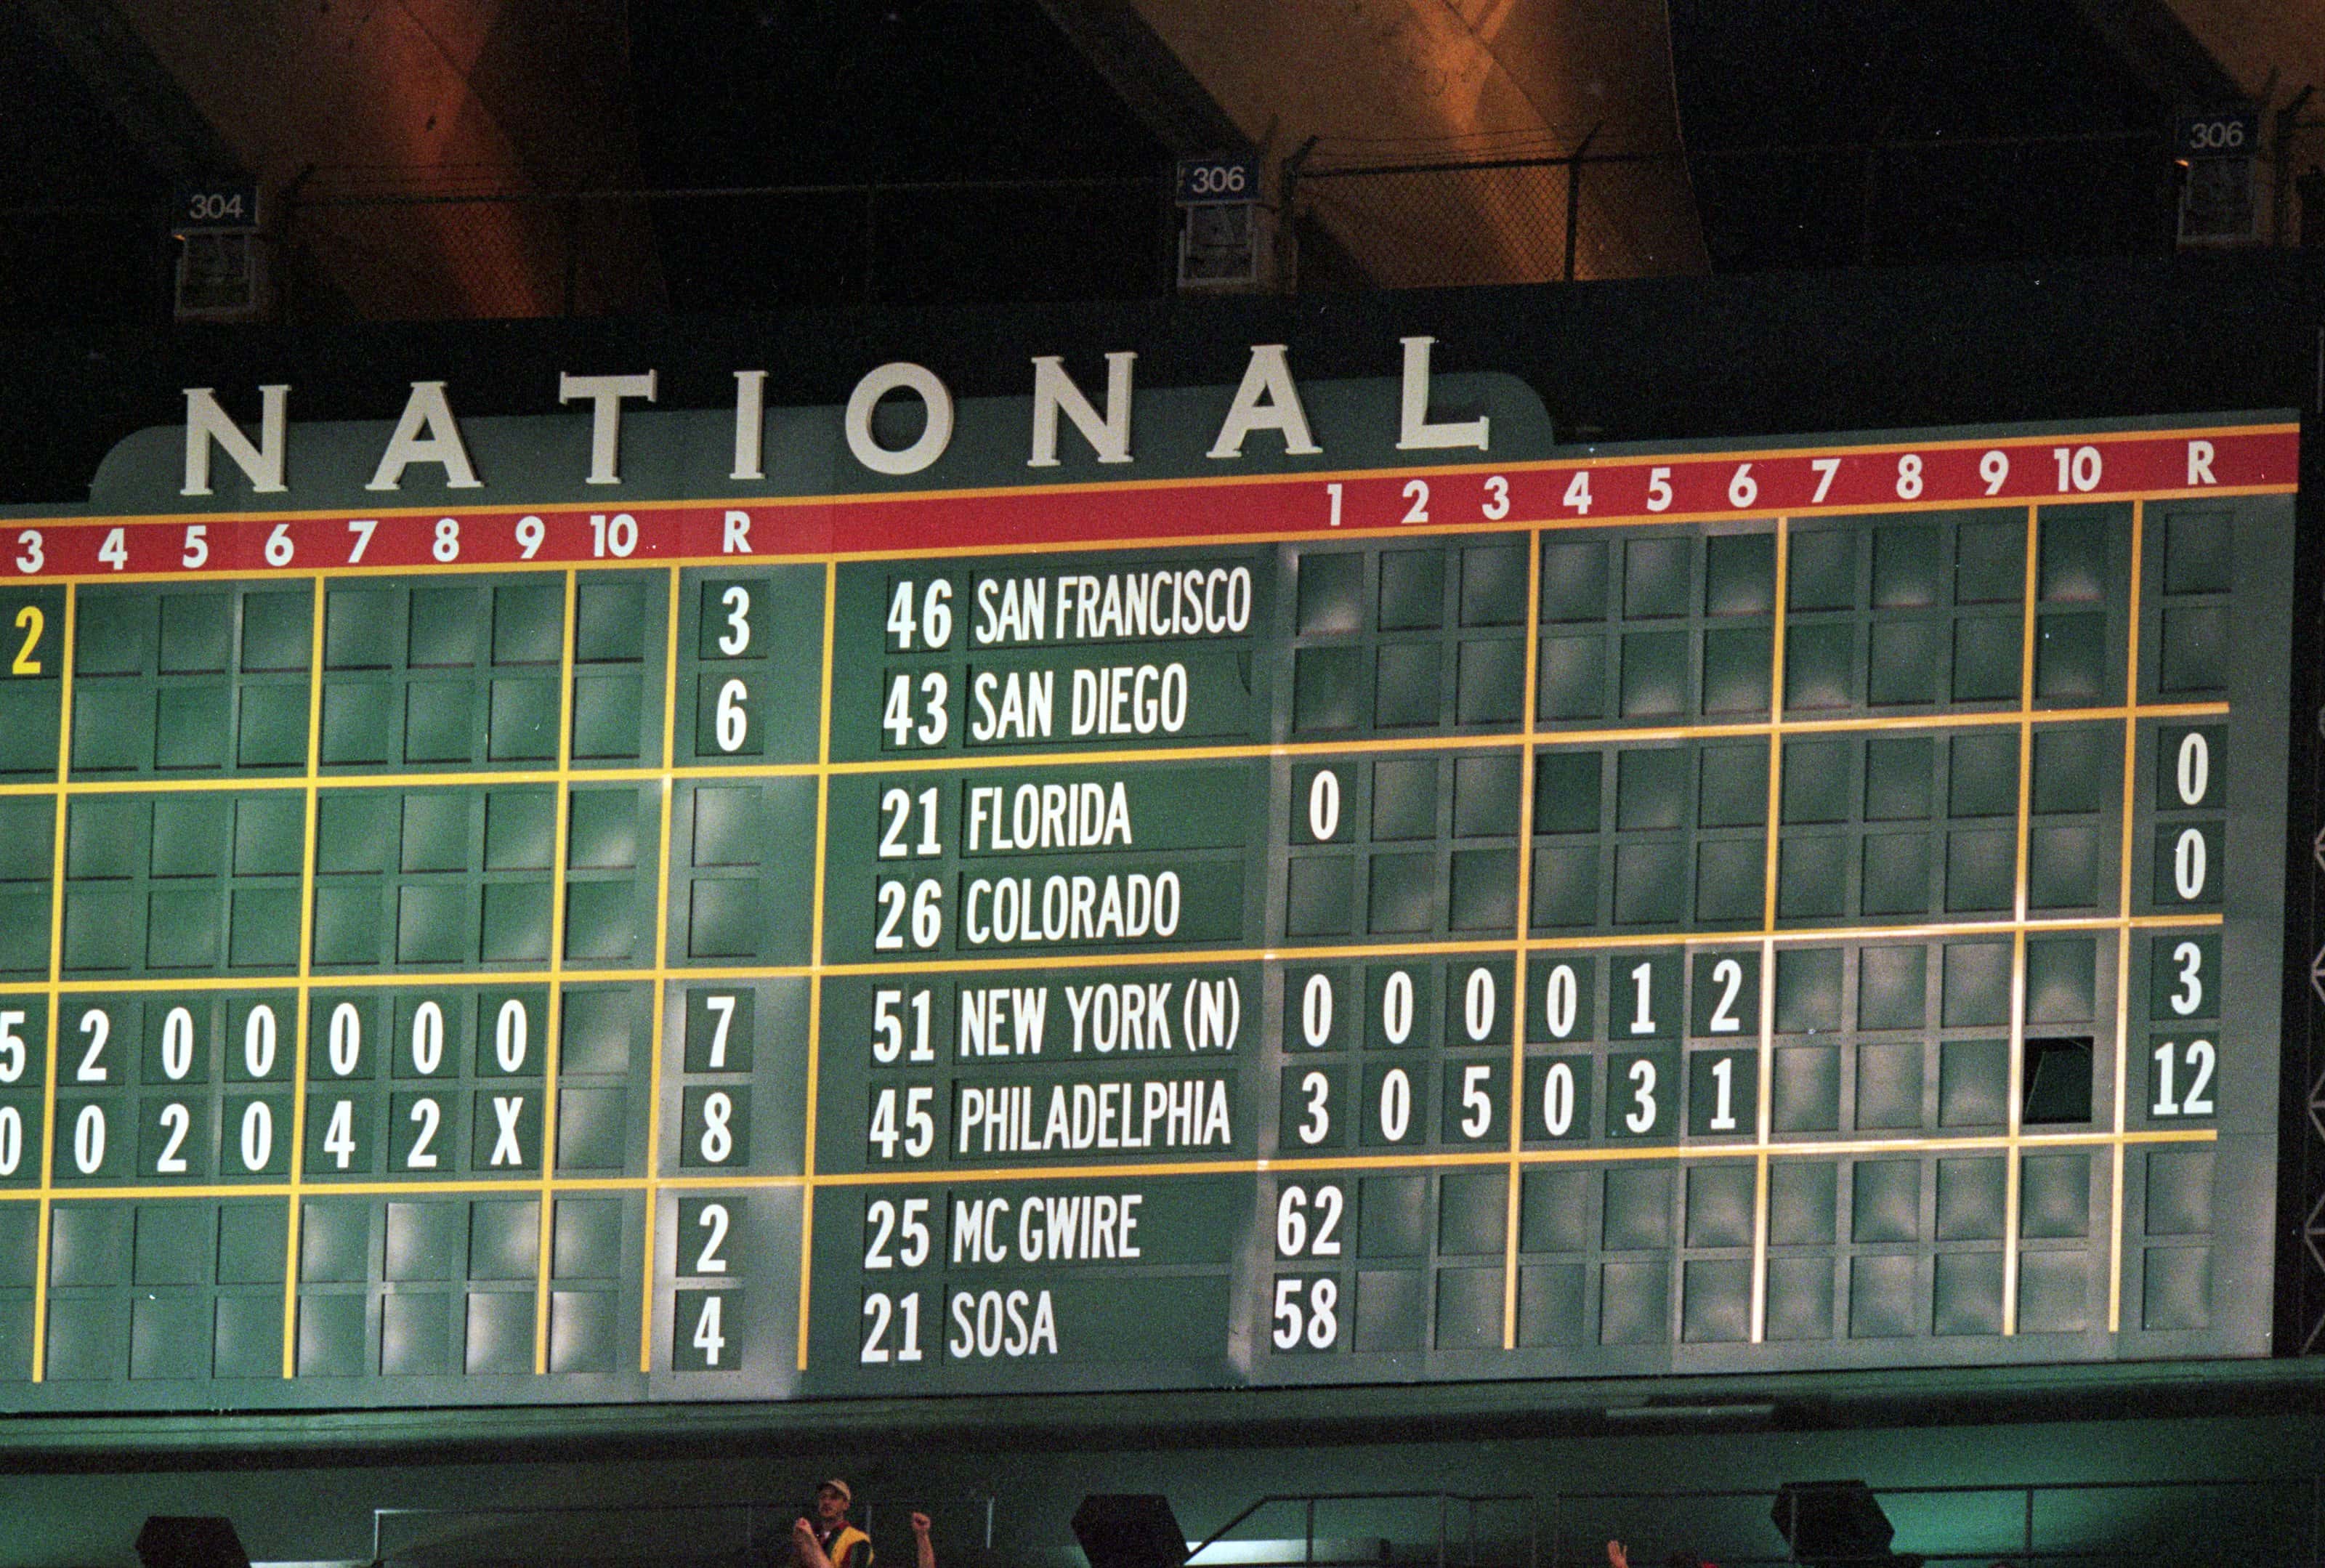 304
306
306
NATIONAL
3 4 5 6 7 8 9 10 R 1 2 3 4 5 6 7 8 9 10 R
2 3 46 SAN FRANCISCO
6 43 SAN DIEGO
21 FLORIDA 0 0
26 COLORADO 0
5 2 0 0 0 0 0 7 51 NEW YORK (N) 0 0 0 0 1 2 3
0 0 2 0 4 2 X 8 45 PHILADELPHIA 3 0 5 0 3 1 12
2 25 MC GWIRE 62
4 21 SOSA 58